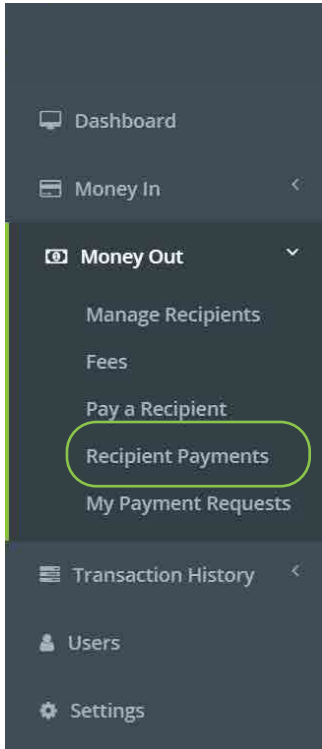 Dashboard
Money In
Money Out
Manage Recipients
Fees
Pay a Recipient
Recipient Payments
My Payment Requests
Transaction History
Users
Settings